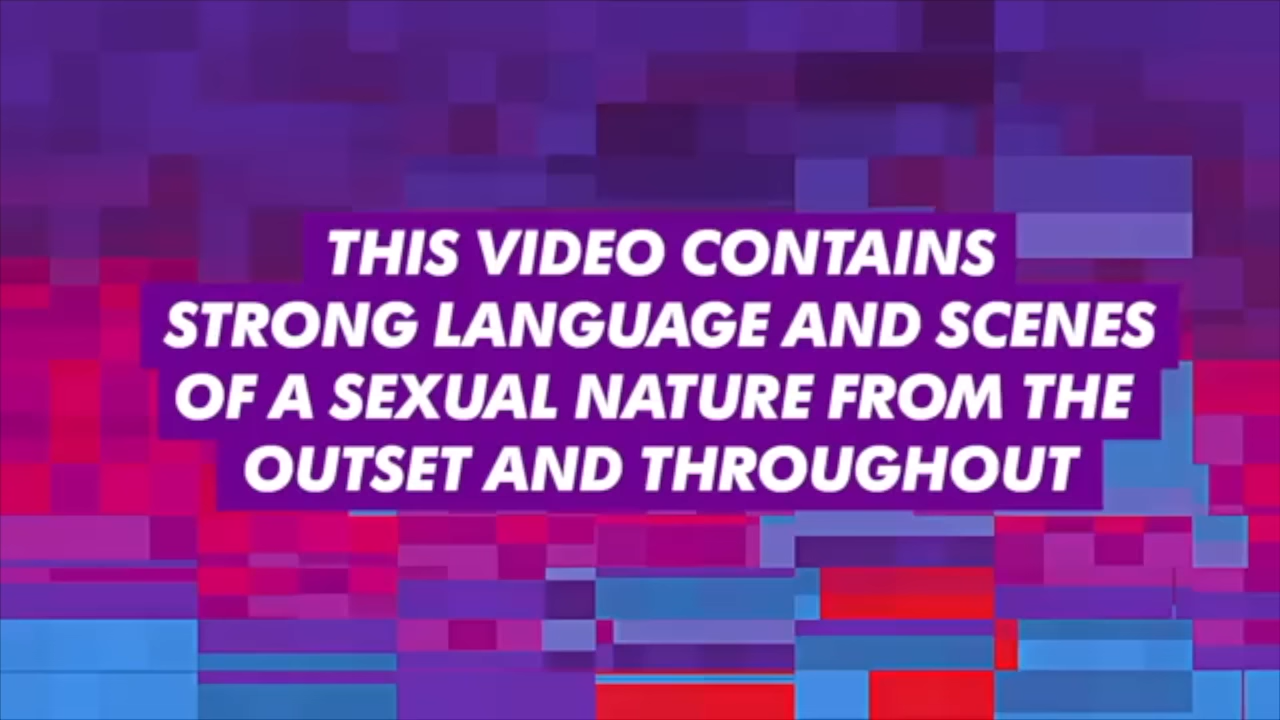 THIS VIDEO CONTAINS
STRONG LANGUAGE AND SCENES
OF A SEXUAL NATURE FROM THE
OUTSET AND THROUGHOUT